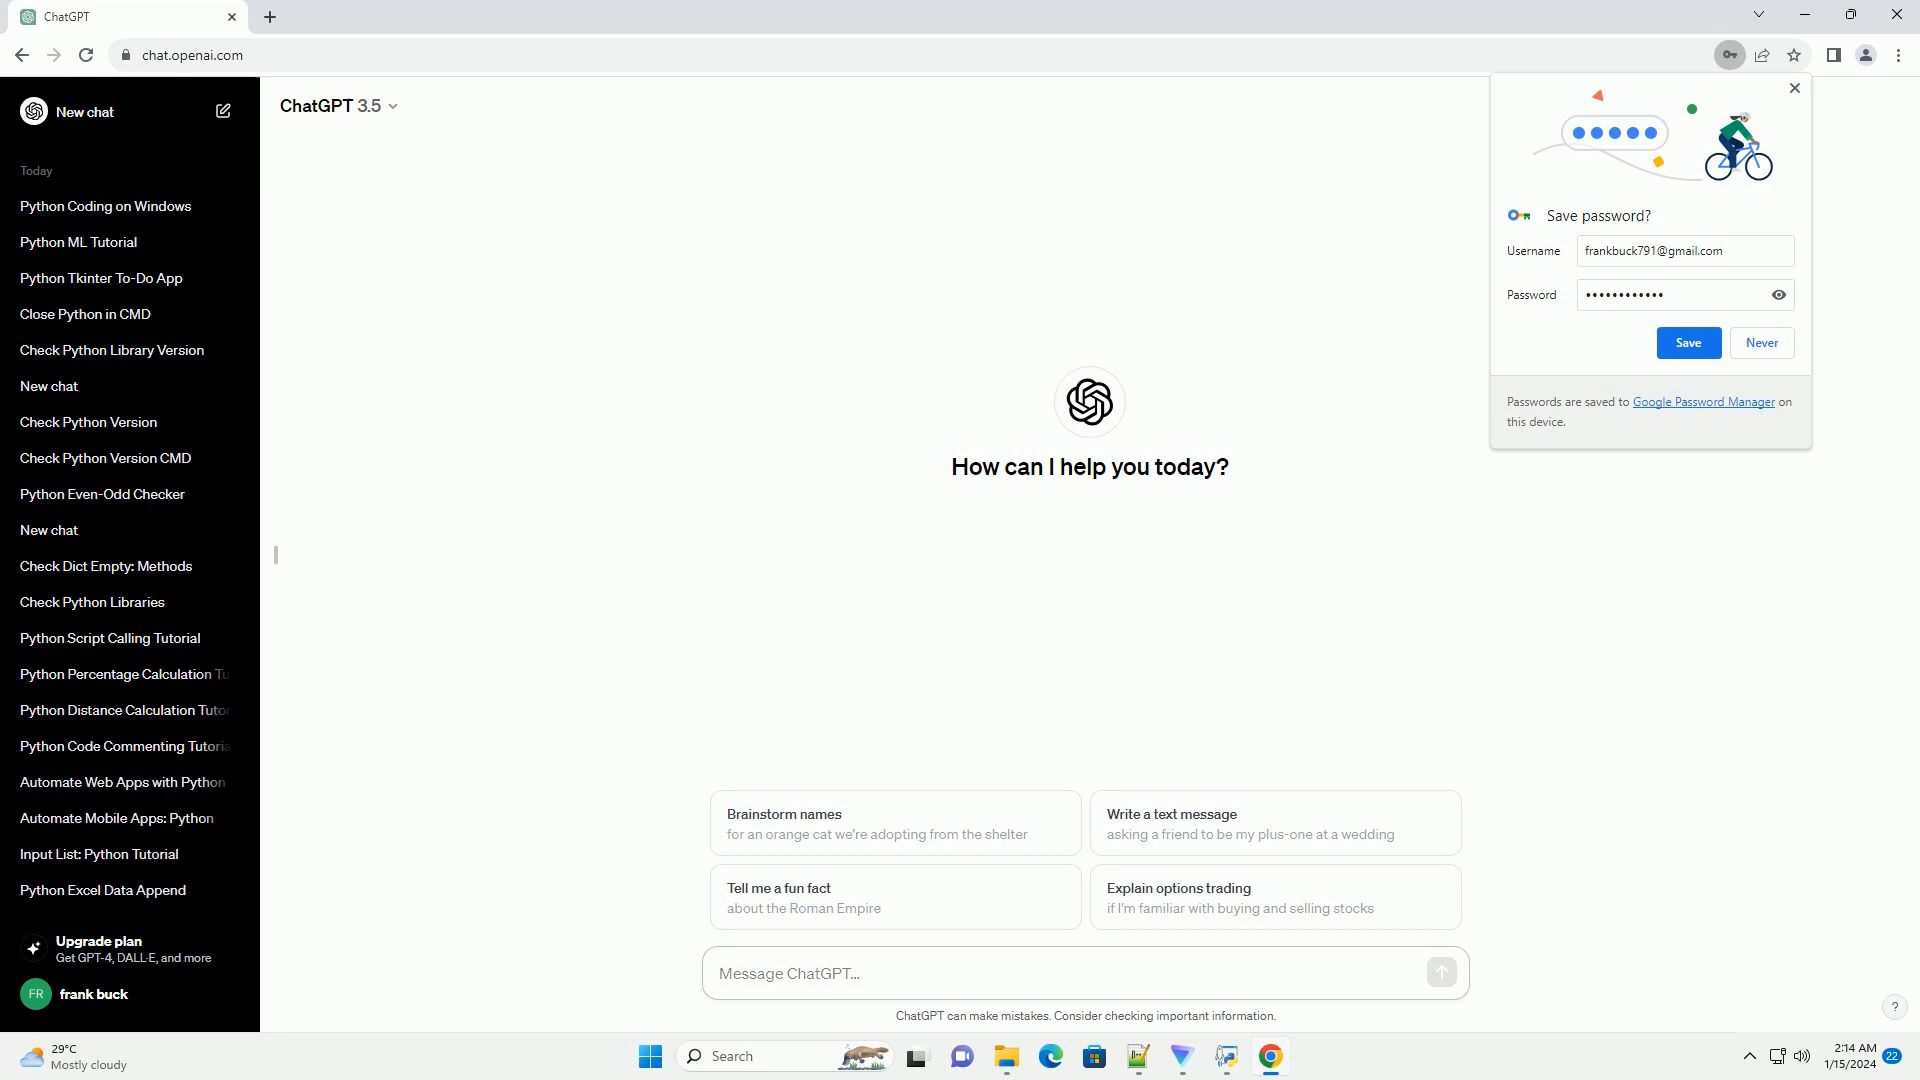 ChatGPT
chat.openai.com
New chat
Today
Python Coding on Windows
Python ML Tutorial
Python Tkinter To-Do App
Close Python in CMD
Check Python Library Version
New chat
Check Python Version
Check Python Version CMD
Python Even-Odd Checker
New chat
Check Dict Empty: Methods
Check Python Libraries
Python Script Calling Tutorial
Python Percentage Calculation Tu
Python Distance Calculation Tutor
Python Code Commenting Tutoria
Automate Web Apps with Python
Automate Mobile Apps: Python
Input List: Python Tutorial
Python Excel Data Append
Upgrade plan
Get GPT-4, DALL·E, and more
FR frank buck
ChatGPT 3.5
How can I help you today?
Brainstorm names
for an orange cat we're adopting from the shelter
Write a text message
asking a friend to be my plus-one at a wedding
Tell me a fun fact
about the Roman Empire
Explain options trading
if I'm familiar with buying and selling stocks
Message ChatGPT...
ChatGPT can make mistakes. Consider checking important information.
?
Save password?
Username frankbuck791@gmail.com
Password ••••••••••••
Save Never
Passwords are saved to Google Password Manager on
this device.
29°C
Mostly cloudy
Search
2:14 AM
1/15/2024
22